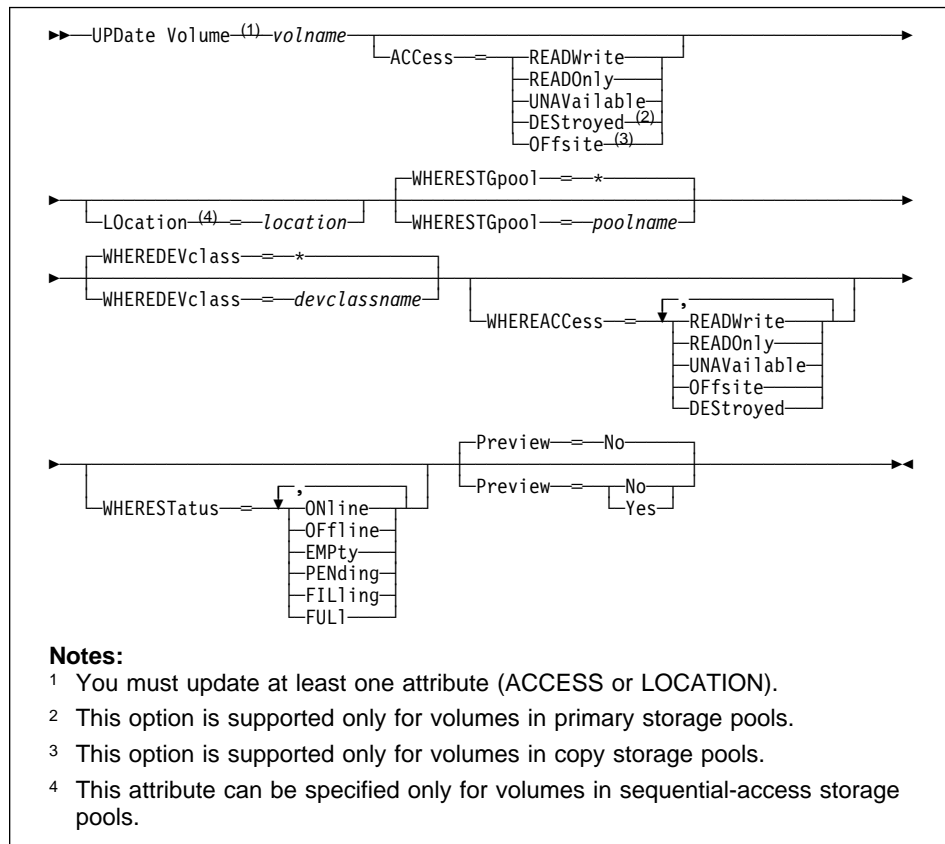 UPDate Volume (1) volname
ACCess = READWrite
READOnly
UNAVailable
DEStroyed (2)
OFfsite (3)
WHERESTGpool = *
LOcation (4) = location WHERESTGpool = poolname
WHEREDEVclass = *
WHEREDEVclass = devclassname
,
WHEREACCess = READWrite
READOnly
UNAVailable
OFfsite
DEStroyed
Preview = No
,
WHERESTatus = ONline
OFfline
EMPty
PENding
FILling
FULl
Preview = No
Yes
Notes:
1 You must update at least one attribute (ACCESS or LOCATION).
2 This option is supported only for volumes in primary storage pools.
3 This option is supported only for volumes in copy storage pools.
4 This attribute can be specified only for volumes in sequential-access storage
pools.